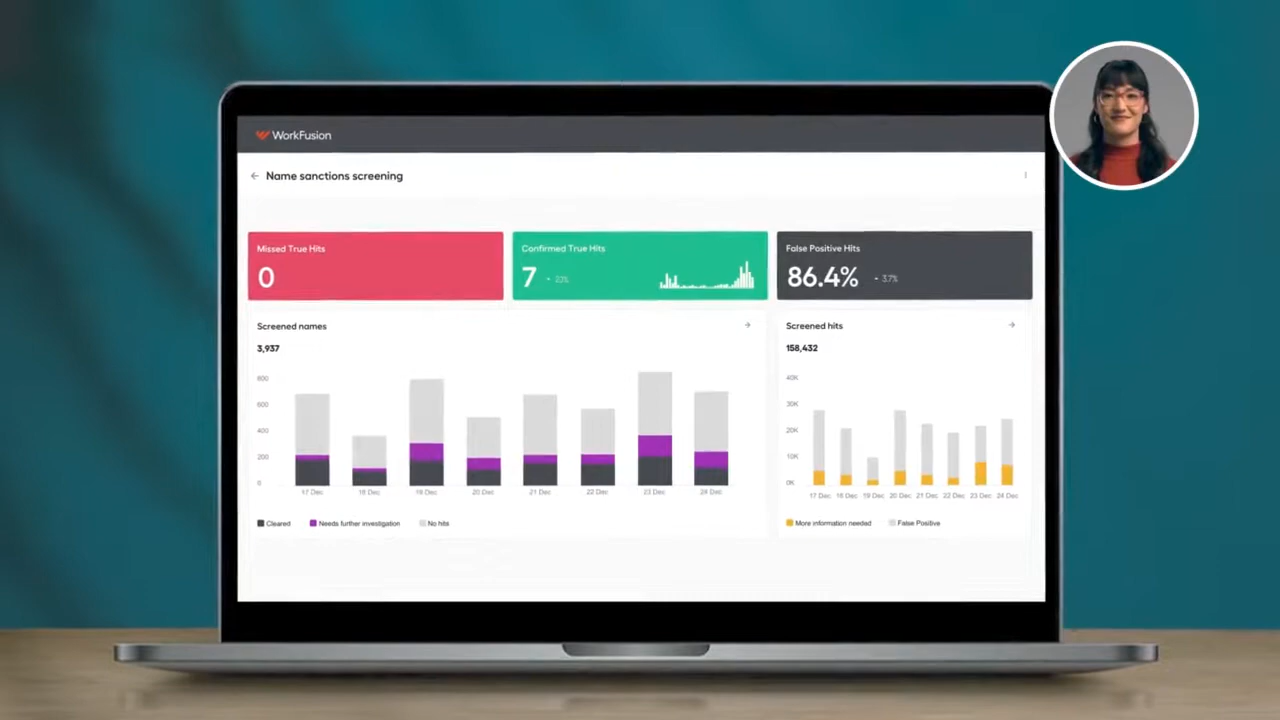 WorkFusion
Name sanctions screening
Missed True Hits
0
Confirmed True Hits
7
22%
False Positive Hits
86.4%
3.7%
Screened names
3,937
800
600
400
200
0
17 Dec
18 Dec
19 Dec
20 Dec
21 Dec
22 Dec
23 Dec
24 Dec
Cleared
Needs further investigation
No hits
Screened hits
158,432
40K
30K
20K
10K
0K
17 Dec
18 Dec
19 Dec
20 Dec
21 Dec
22 Dec
23 Dec
24 Dec
More information needed
False Positive